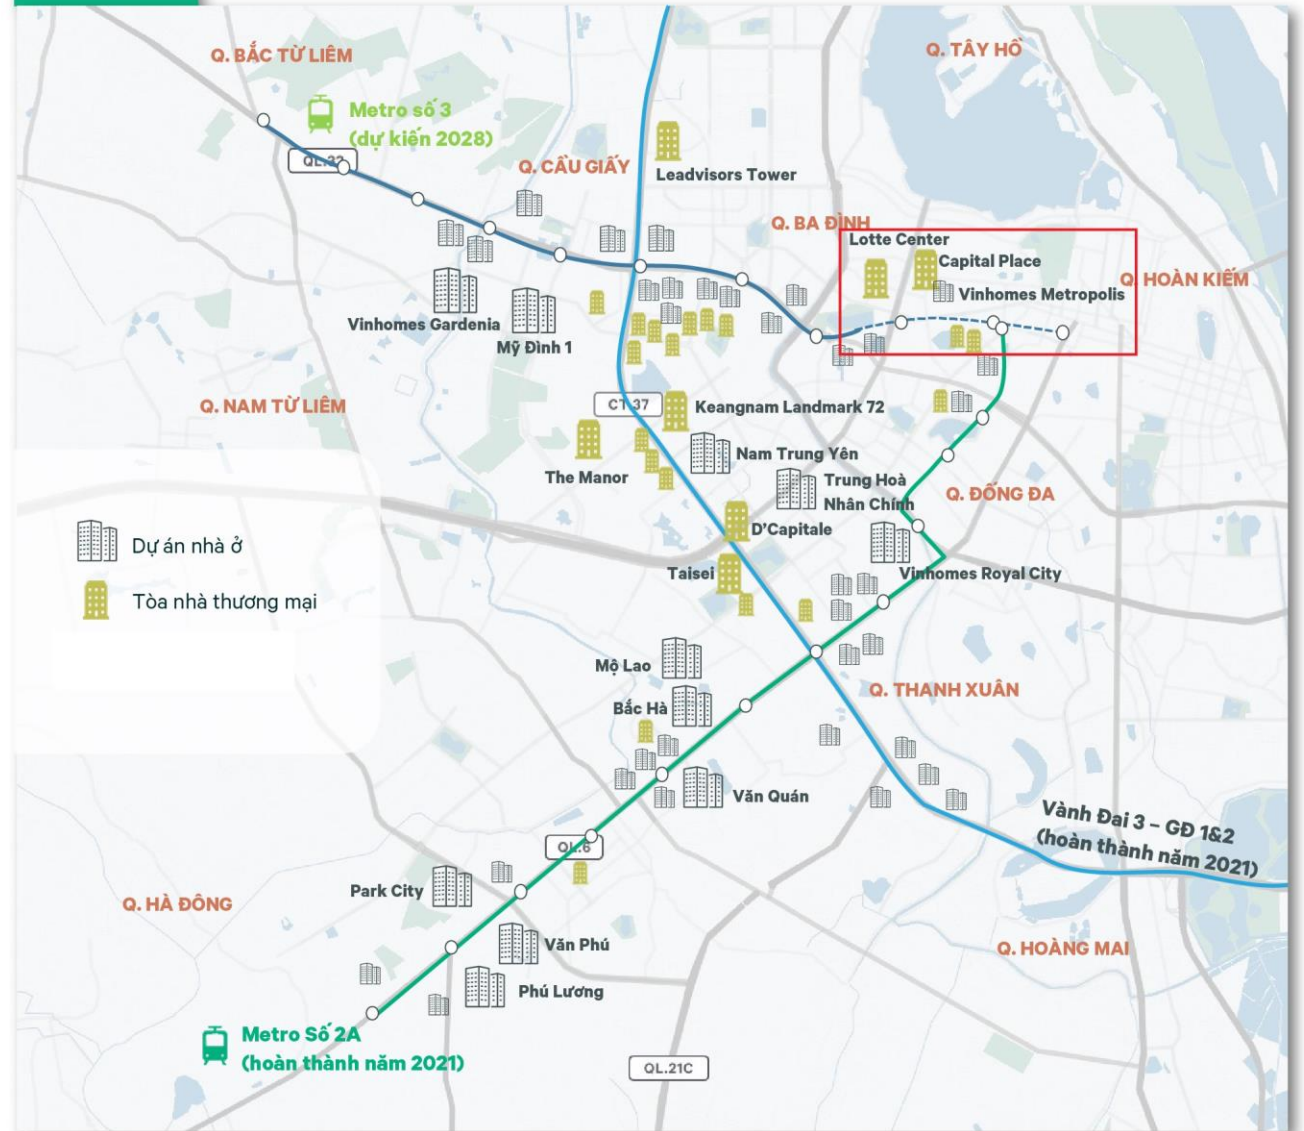 Q. BẮC TỪ LIÊM
Q. TÂY HỒ
Metro số 3
(dự kiến 2028)
QL.32
Q. CẦU GIẤY
Leadvisors Tower
Q. BA ĐÌNH
Lotte Center
Capital Place
Q. HOÀN KIẾM
Vinhomes Metropolis
Vinhomes Gardenia
Mỹ Đình 1
Q. NAM TỪ LIÊM
CT.37
Keangnam Landmark 72
Nam Trung Yên
The Manor
Trung Hoà
Nhân Chính
Q. ĐỐNG ĐA
D'Capitale
Dự án nhà ở
Taisei
Vinhomes Royal City
Tòa nhà thương mại
Mộ Lao
Q. THANH XUÂN
Bắc Hà
Văn Quán
Vành Đai 3 – GĐ 1&2
(hoàn thành năm 2021)
QL.6
Park City
Q. HÀ ĐÔNG
Văn Phú
Q. HOÀNG MAI
Phú Lương
Metro Số 2A
(hoàn thành năm 2021)
QL.21C